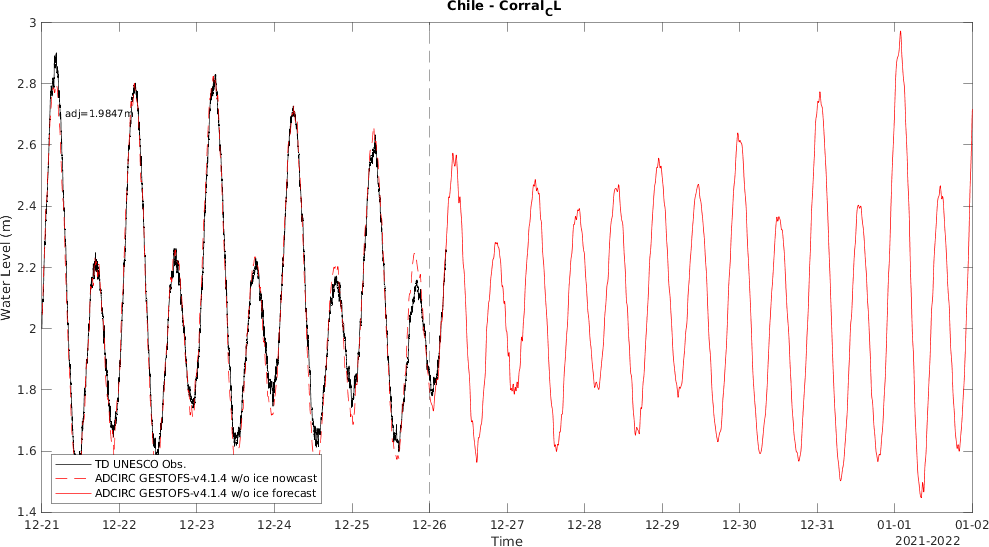 Chile - Corral_CL
3
2.8
2.6
2.4
2.2
2
1.8
1.6
1.4
Water Level (m)
adj=1.9847m
TD UNESCO Obs.
ADCIRC GESTOFS-v4.1.4 w/o ice nowcast
ADCIRC GESTOFS-v4.1.4 w/o ice forecast
12-21 12-22 12-23 12-24 12-25 12-26 12-27 12-28 12-29 12-30 12-31 01-01 01-02
Time
2021-2022